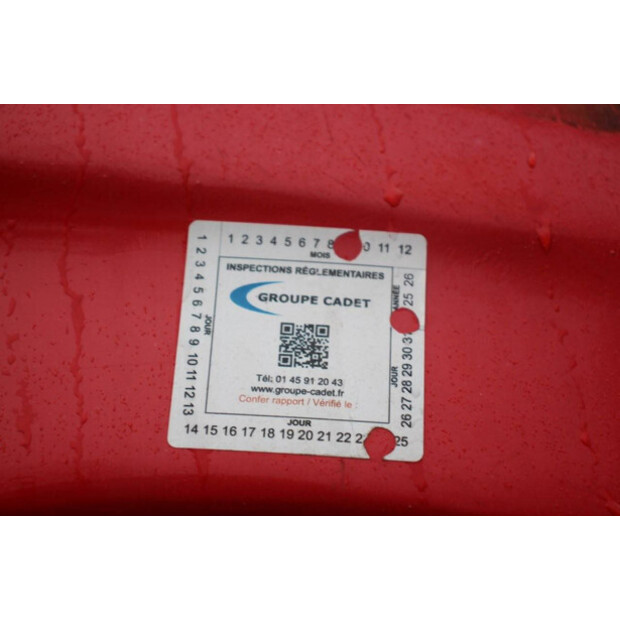 1 2 3 4 5 6 7 8 10 11 12
MOIS
INSPECTIONS RÉGLEMENTAIRES
GROUPE CADET
Tél: 01 45 91 20 43
www.groupe-cadet.fr
Confer rapport / Vérifié le :
JOUR
14 15 16 17 18 19 20 21 22 25
1 2 3 4 5 6 7 8 9 10 11 12 13
JOUR
26 27 28 29 30 31
JOUR
25 26
ANNÉE